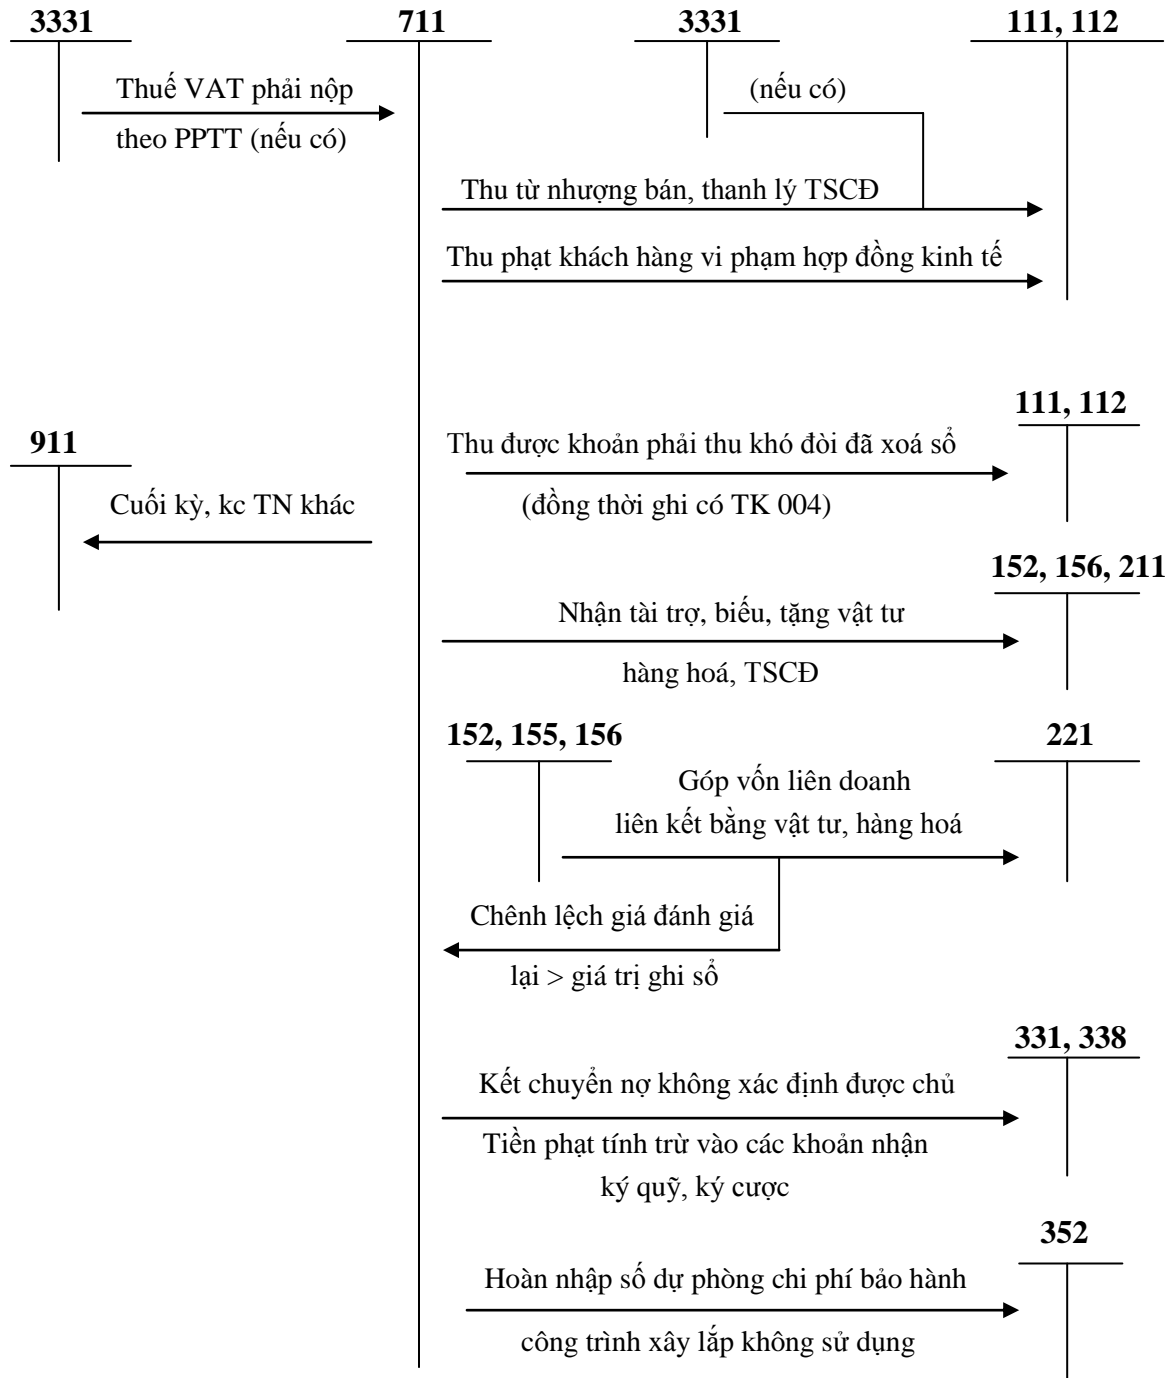 3331 711 3331 111, 112
Thuế VAT phải nộp
theo PPTT (nếu có)
(nếu có)
Thu từ nhượng bán, thanh lý TSCĐ
Thu phạt khách hàng vi phạm hợp đồng kinh tế
111, 112
911
Thu được khoản phải thu khó đòi đã xoá sổ
(đồng thời ghi có TK 004)
Cuối kỳ, kc TN khác
152, 156, 211
Nhận tài trợ, biếu, tặng vật tư
hàng hoá, TSCĐ
152, 155, 156
221
Góp vốn liên doanh
liên kết bằng vật tư, hàng hoá
Chênh lệch giá đánh giá
lại > giá trị ghi sổ
331, 338
Kết chuyển nợ không xác định được chủ
Tiền phạt tính trừ vào các khoản nhận
ký quỹ, ký cược
352
Hoàn nhập số dự phòng chi phí bảo hành
công trình xây lắp không sử dụng